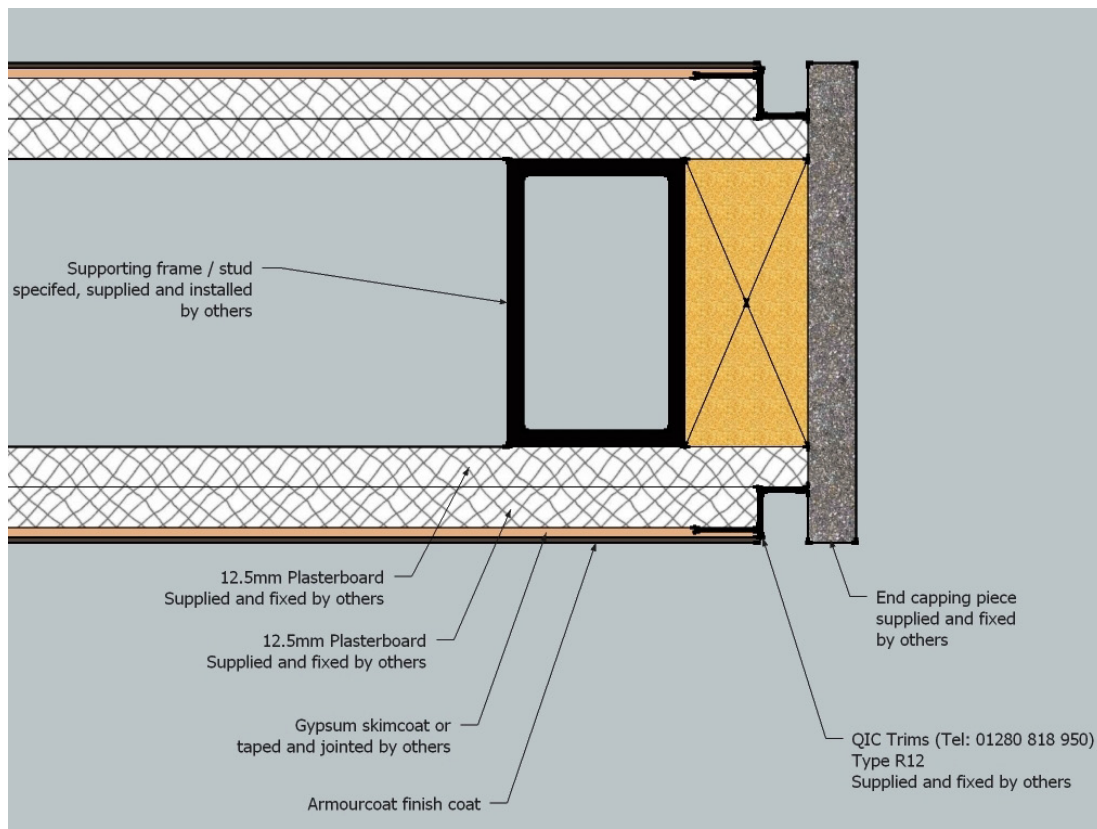 Supporting frame / stud
specifed, supplied and installed
by others
12.5mm Plasterboard
Supplied and fixed by others
12.5mm Plasterboard
Supplied and fixed by others
Gypsum skimcoat or
taped and jointed by others
Armourcoat finish coat
End capping piece
supplied and fixed
by others
QIC Trims (Tel: 01280 818 950)
Type R12
Supplied and fixed by others